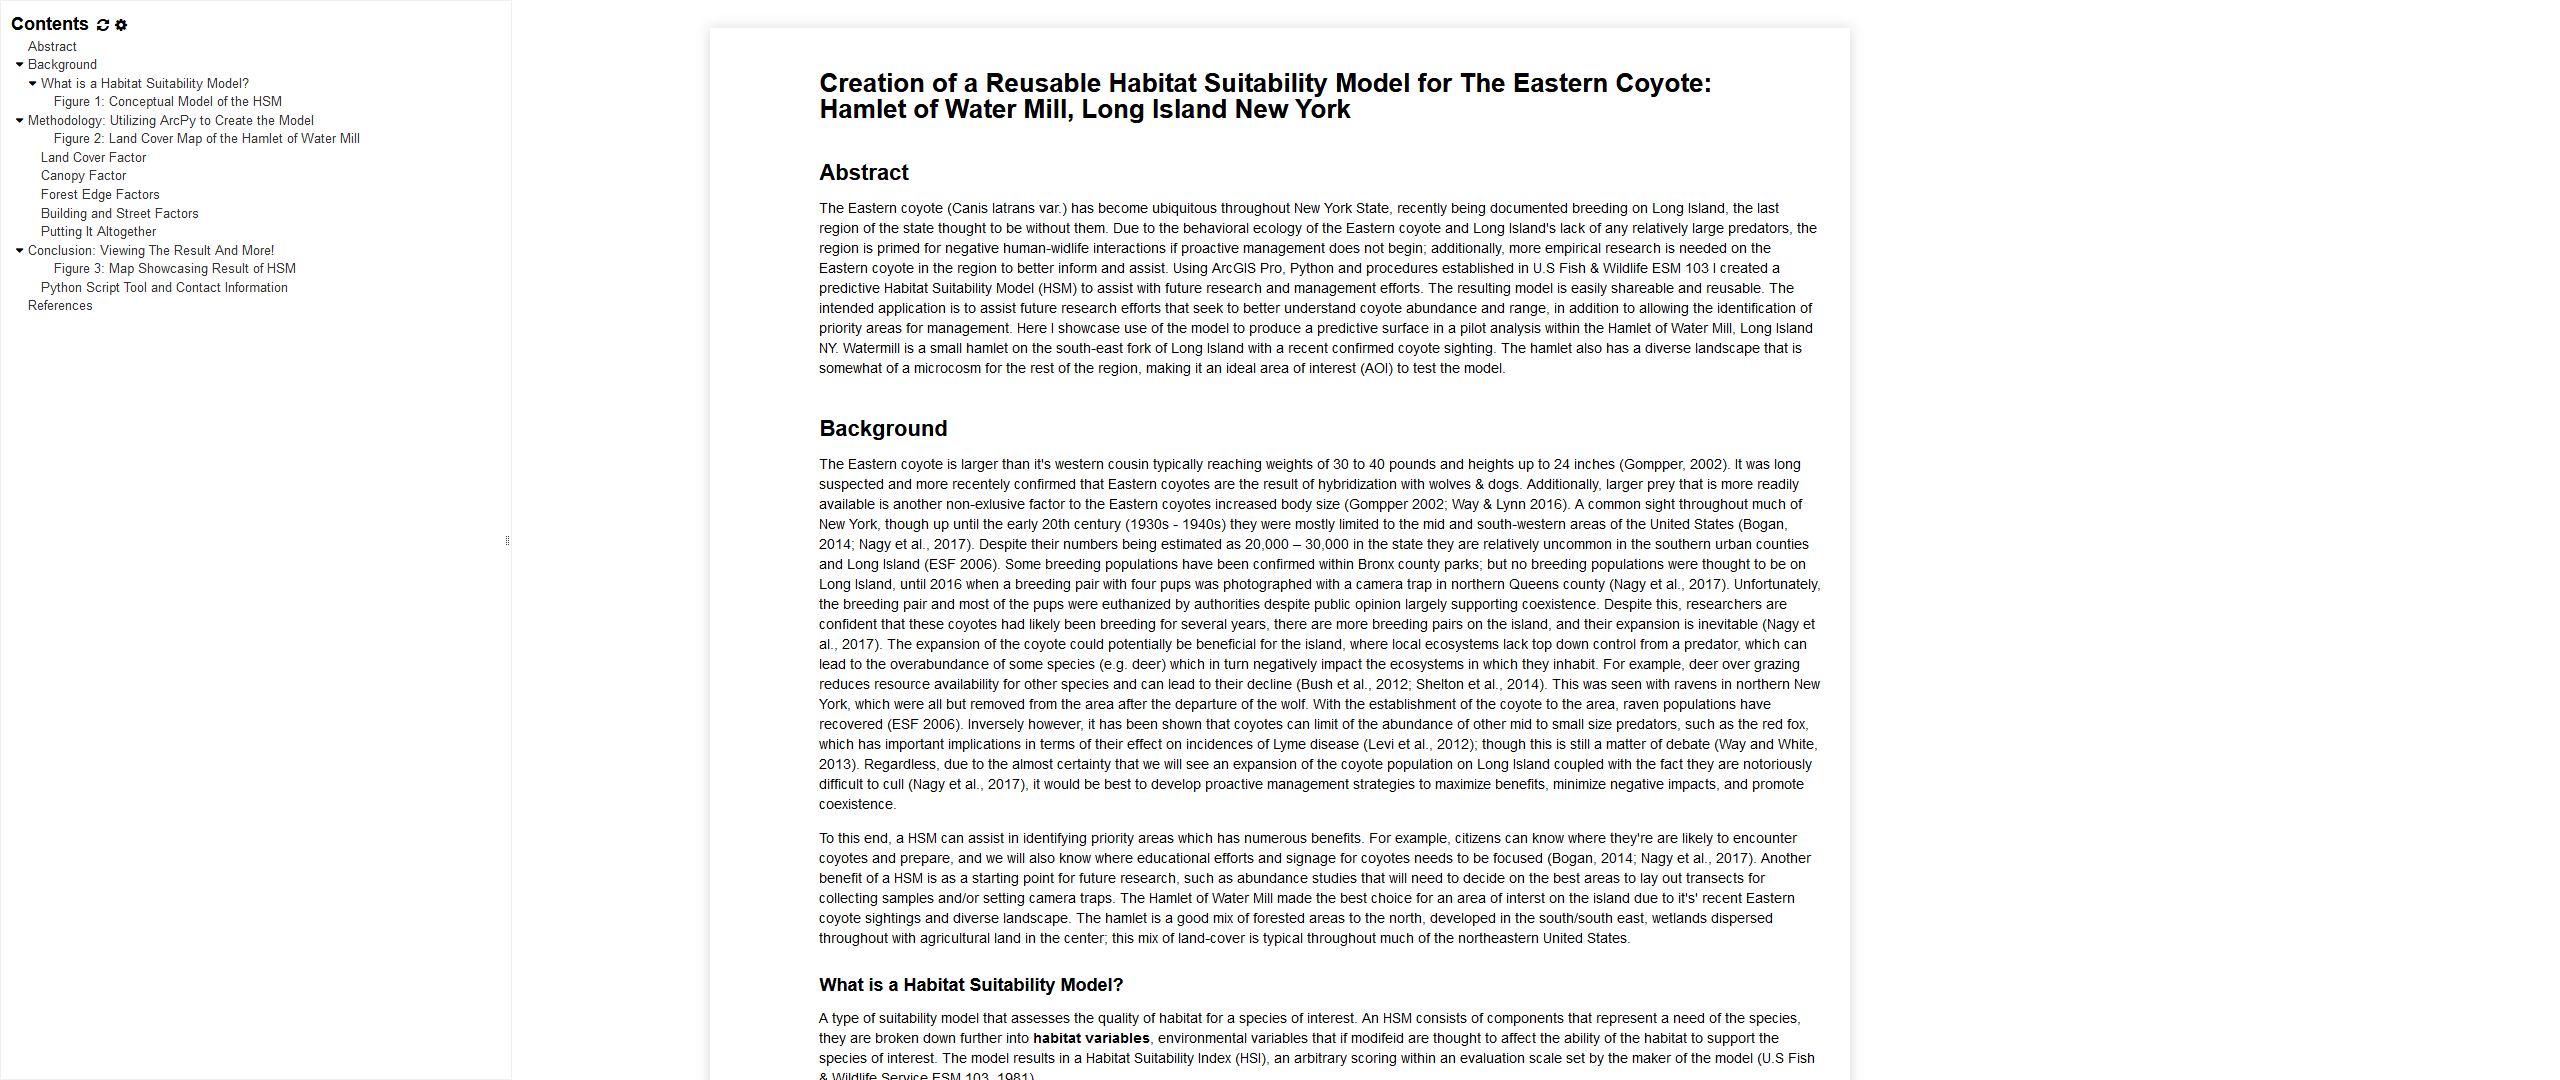 Contents
Abstract
Background
What is a Habitat Suitability Model?
Figure 1: Conceptual Model of the HSM
Methodology: Utilizing ArcPy to Create the Model
Figure 2: Land Cover Map of the Hamlet of Water Mill
Land Cover Factor
Canopy Factor
Forest Edge Factors
Building and Street Factors
Putting It Altogether
Conclusion: Viewing The Result And More!
Figure 3: Map Showcasing Result of HSM
Python Script Tool and Contact Information
References
Creation of a Reusable Habitat Suitability Model for The Eastern Coyote:
Hamlet of Water Mill, Long Island New York
Abstract
The Eastern coyote (Canis latrans var.) has become ubiquitous throughout New York State, recently being documented breeding on Long Island, the last
region of the state thought to be without them. Due to the behavioral ecology of the Eastern coyote and Long Island's lack of any relatively large predators, the
region is primed for negative human-widlife interactions if proactive management does not begin; additionally, more empirical research is needed on the
Eastern coyote in the region to better inform and assist. Using ArcGIS Pro, Python and procedures established in U.S Fish & Wildlife ESM 103 I created a
predictive Habitat Suitability Model (HSM) to assist with future research and management efforts. The resulting model is easily shareable and reusable. The
intended application is to assist future research efforts that seek to better understand coyote abundance and range, in addition to allowing the identification of
priority areas for management. Here I showcase use of the model to produce a predictive surface in a pilot analysis within the Hamlet of Water Mill, Long Island
NY. Watermill is a small hamlet on the south-east fork of Long Island with a recent confirmed coyote sighting. The hamlet also has a diverse landscape that is
somewhat of a microcosm for the rest of the region, making it an ideal area of interest (AOI) to test the model.
Background
The Eastern coyote is larger than it's western cousin typically reaching weights of 30 to 40 pounds and heights up to 24 inches (Gompper, 2002). It was long
suspected and more recentely confirmed that Eastern coyotes are the result of hybridization with wolves & dogs. Additionally, larger prey that is more readily
available is another non-exlusive factor to the Eastern coyotes increased body size (Gompper 2002; Way & Lynn 2016). A common sight throughout much of
New York, though up until the early 20th century (1930s - 1940s) they were mostly limited to the mid and south-western areas of the United States (Bogan,
2014; Nagy et al., 2017). Despite their numbers being estimated as 20,000 – 30,000 in the state they are relatively uncommon in the southern urban counties
and Long Island (ESF 2006). Some breeding populations have been confirmed within Bronx county parks; but no breeding populations were thought to be on
Long Island, until 2016 when a breeding pair with four pups was photographed with a camera trap in northern Queens county (Nagy et al., 2017). Unfortunately,
the breeding pair and most of the pups were euthanized by authorities despite public opinion largely supporting coexistence. Despite this, researchers are
confident that these coyotes had likely been breeding for several years, there are more breeding pairs on the island, and their expansion is inevitable (Nagy et
al., 2017). The expansion of the coyote could potentially be beneficial for the island, where local ecosystems lack top down control from a predator, which can
lead to the overabundance of some species (e.g. deer) which in turn negatively impact the ecosystems in which they inhabit. For example, deer over grazing
reduces resource availability for other species and can lead to their decline (Bush et al., 2012; Shelton et al., 2014). This was seen with ravens in northern New
York, which were all but removed from the area after the departure of the wolf. With the establishment of the coyote to the area, raven populations have
recovered (ESF 2006). Inversely however, it has been shown that coyotes can limit of the abundance of other mid to small size predators, such as the red fox,
which has important implications in terms of their effect on incidences of Lyme disease (Levi et al., 2012); though this is still a matter of debate (Way and White,
2013). Regardless, due to the almost certainty that we will see an expansion of the coyote population on Long Island coupled with the fact they are notoriously
difficult to cull (Nagy et al., 2017), it would be best to develop proactive management strategies to maximize benefits, minimize negative impacts, and promote
coexistence.
To this end, a HSM can assist in identifying priority areas which has numerous benefits. For example, citizens can know where they're are likely to encounter
coyotes and prepare, and we will also know where educational efforts and signage for coyotes needs to be focused (Bogan, 2014; Nagy et al., 2017). Another
benefit of a HSM is as a starting point for future research, such as abundance studies that will need to decide on the best areas to lay out transects for
collecting samples and/or setting camera traps. The Hamlet of Water Mill made the best choice for an area of interst on the island due to it's' recent Eastern
coyote sightings and diverse landscape. The hamlet is a good mix of forested areas to the north, developed in the south/south east, wetlands dispersed
throughout with agricultural land in the center; this mix of land-cover is typical throughout much of the northeastern United States.
What is a Habitat Suitability Model?
A type of suitability model that assesses the quality of habitat for a species of interest. An HSM consists of components that represent a need of the species,
they are broken down further into habitat variables, environmental variables that if modifeid are thought to affect the ability of the habitat to support the
species of interest. The model results in a Habitat Suitability Index (HSI), an arbitrary scoring within an evaluation scale set by the maker of the model (U.S Fish
& Wildlife Service ESM 103, 1981)